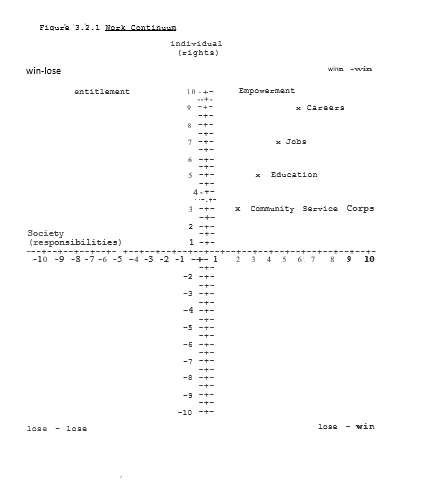 Figure 3.2.1 Work Continuum
individual
(rights)
win-lose win -win
entitlement 10 -+- Empowerment
-+-
9 -+- x Careers
-+-
-+-
7 -+- x Jobs
-+-
6 -+-
-+-
5 -+- x Education
-+-
4 -+-
-+-
3 -+- x Community Service Corps
-+-
2 -+-
Society -+-
(responsibilities) 1 -+-
-10 -9 -8 -7 -6 -5 -4 -3 -2 -1 -+- 1 2 3 4 5 6 7 8 9 10
-+-
-2 -+-
-+-
-3 -+-
-+-
-4 -+-
-+-
-5 -+-
-+-
-6 -+-
-+-
-7 -+-
-+-
-8 -+-
-+-
-9 -+-
-+-
-10 -+-
lose - lose lose - win